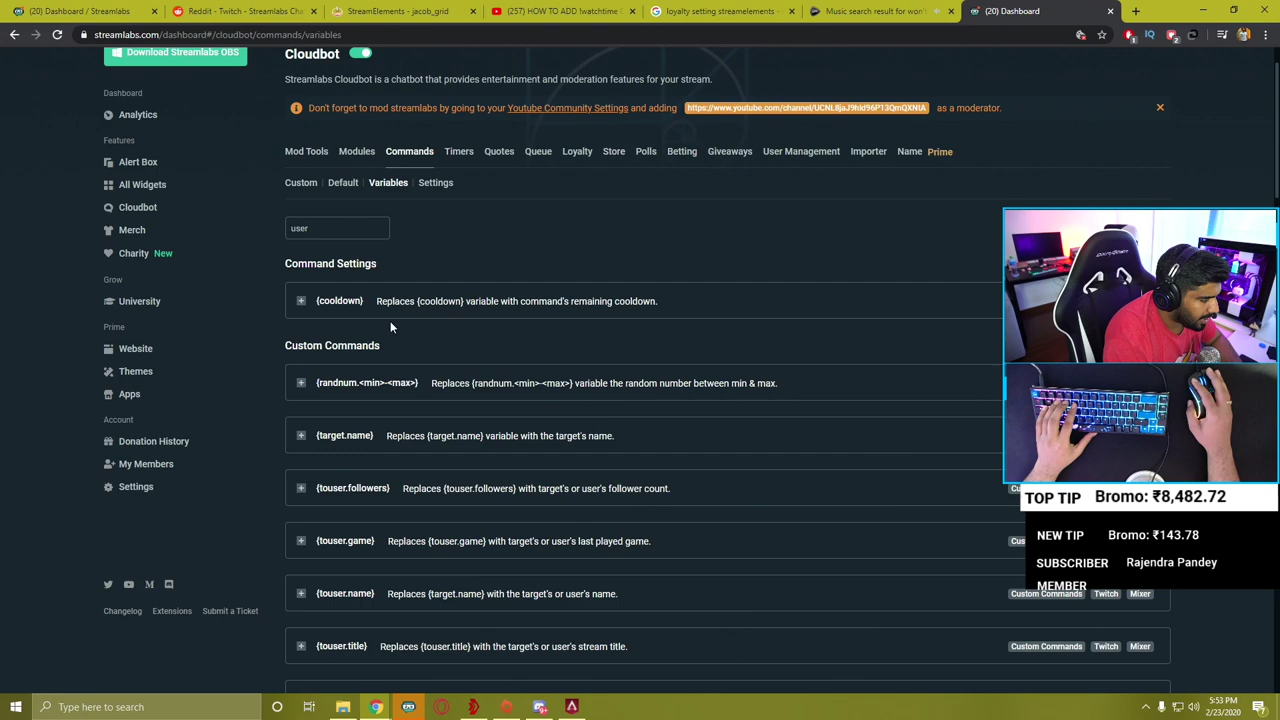 (20) Dashboard / Streamlabs
Reddit - Twitch - Streamlabs Cha
StreamElements - jacob_grid
(257) HOW TO ADD !watchtime C
loyalty setting streamelements -
Music search result for won'
(20) Dashboard
streamlabs.com/dashboard#/cloudbot/commands/variables
Download Streamlabs OBS
Dashboard
Analytics
Features
Alert Box
All Widgets
Cloudbot
Merch
Charity New
Grow
University
Prime
Website
Themes
Apps
Account
Donation History
My Members
Settings
Changelog Extensions Submit a Ticket
Cloudbot
Streamlabs Cloudbot is a chatbot that provides entertainment and moderation features for your stream.
Don't forget to mod streamlabs by going to your Youtube Community Settings and adding https://www.youtube.com/channel/UCNL8jaJ9hId96P13QmQXNtA as a moderator.
Mod Tools Modules Commands Timers Quotes Queue Loyalty Store Polls Betting Giveaways User Management Importer Name Prime
Custom Default Variables Settings
user
Command Settings
{cooldown} Replaces {cooldown} variable with command's remaining cooldown.
Custom Commands
{randnum.<min>-<max>} Replaces {randnum.<min>-<max>} variable the random number between min & max.
{target.name} Replaces {target.name} variable with the target's name.
{touser.followers} Replaces {touser.followers} with target's or user's follower count.
{touser.game} Replaces {touser.game} with target's or user's last played game.
Cus
{touser.name} Replaces {target.name} with the target's or user's name. Custom Commands Twitch Mixer
{touser.title} Replaces {touser.title} with the target's or user's stream title. Custom Commands Twitch Mixer
TOP TIP Bromo: ₹8,482.72
NEW TIP Bromo: ₹143.78
SUBSCRIBER Rajendra Pandey
MEMBER
Type here to search
5:53 PM
2/23/2020